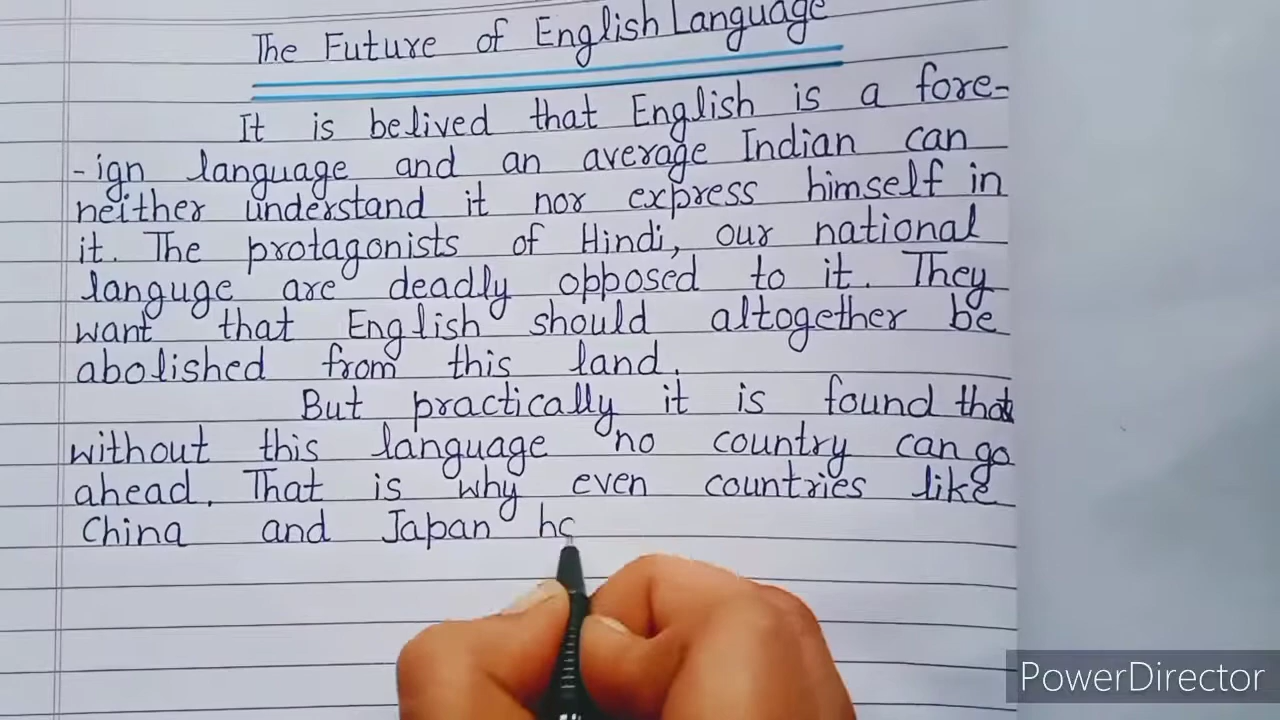 The Future of English Language
It is belived that English is a fore-
-ign language and an average Indian can
neither understand it nor express himself in
it. The protagonists of Hindi, our national
languge are deadly opposed to it. They
want that English should altogether be
abolished from this land.
But practically it is found that
without this language no country can go
ahead. That is why even countries like
China and Japan
PowerDirector